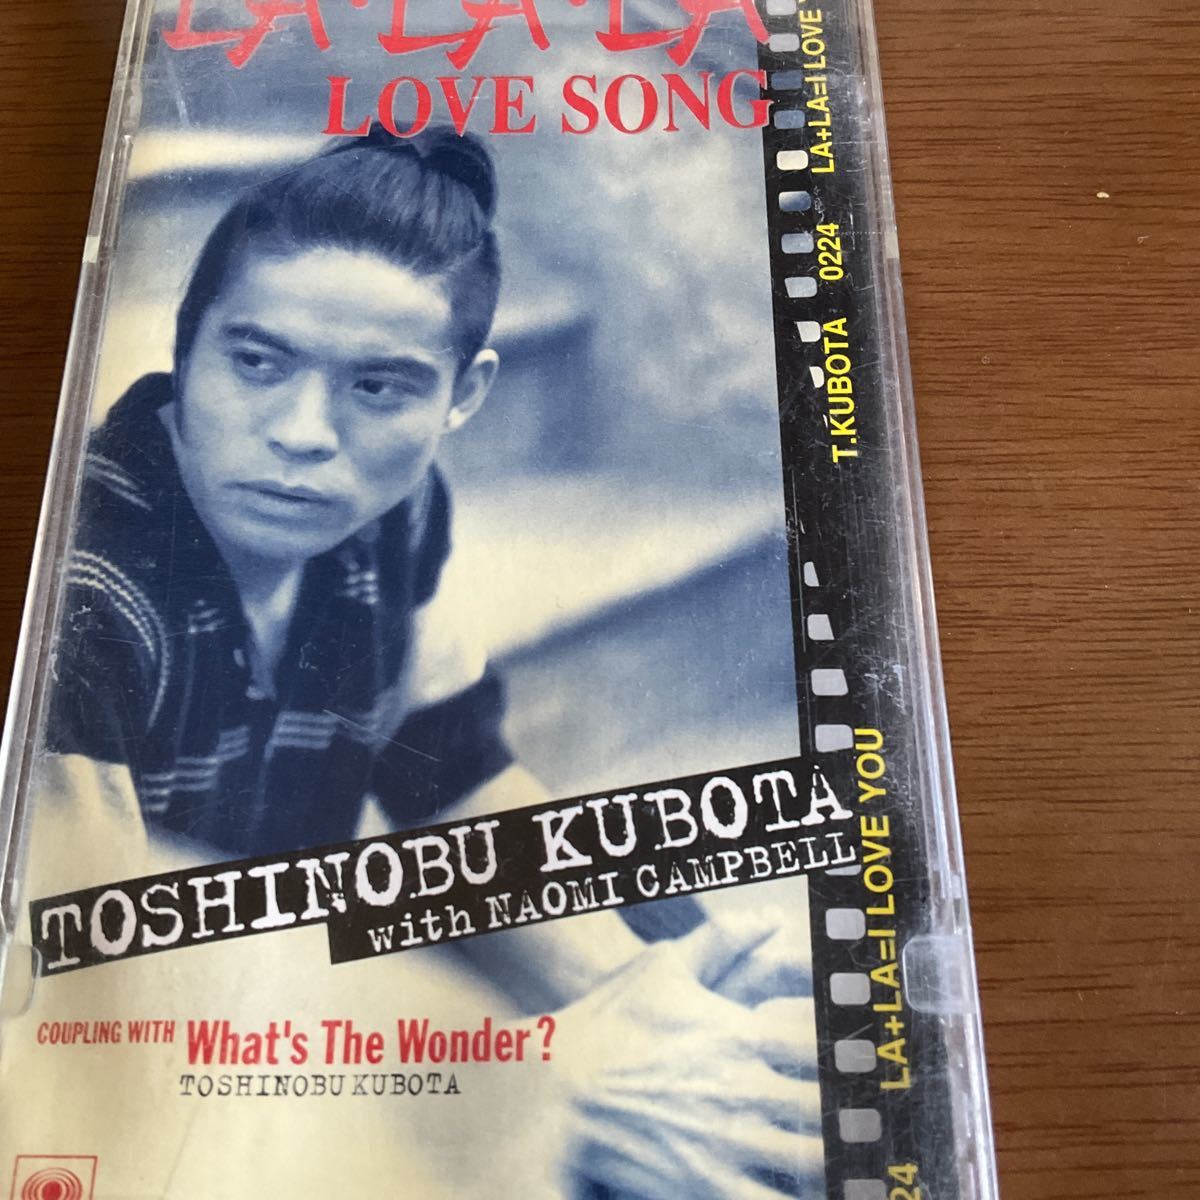 LA・LA・LA
LOVE SONG
TOSHINOBU KUBOTA
with NAOMI CAMPBELL
COUPLING WITH What's The Wonder?
TOSHINOBU KUBOTA
LA+LA=I LOVE
T.KUBOTA 0224
LA+LA=I LOVE YOU
24